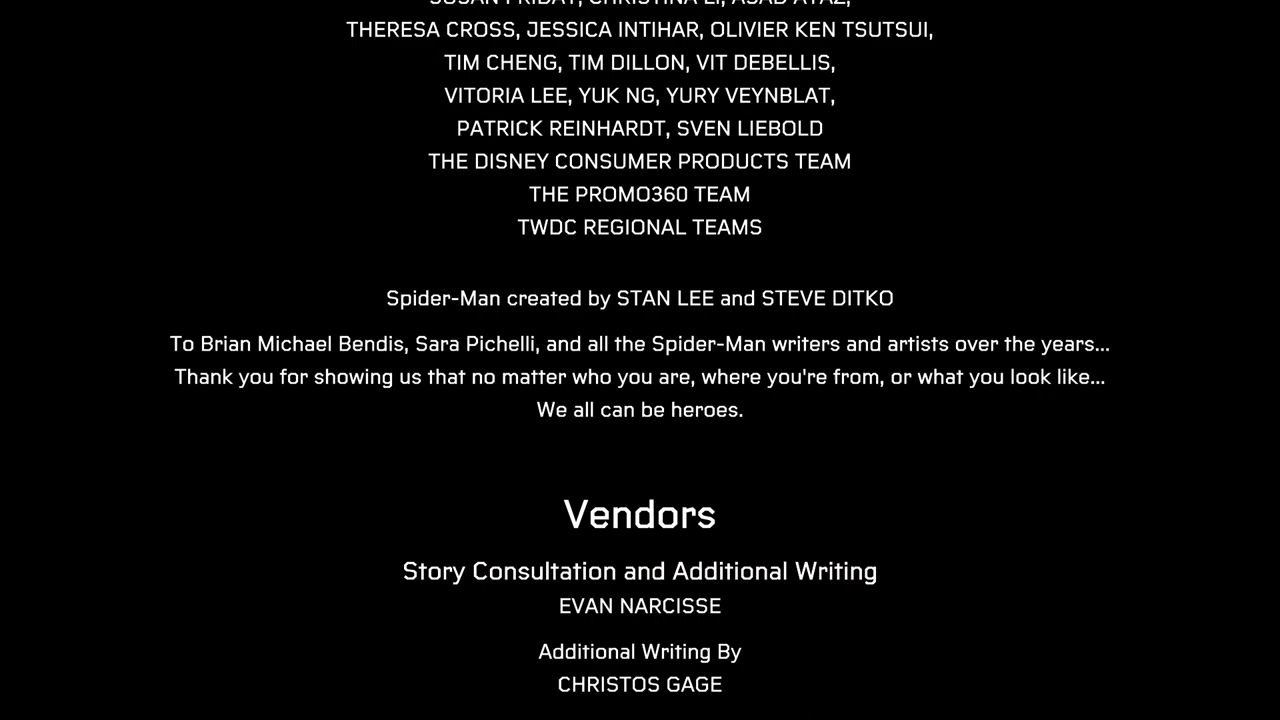 SUSAN FRIDAY, CHRISTINA LI, ASAD AYAZ,
THERESA CROSS, JESSICA INTIHAR, OLIVIER KEN TSUTSUI,
TIM CHENG, TIM DILLON, VIT DEBELLIS,
VITORIA LEE, YUK NG, YURY VEYNBLAT,
PATRICK REINHARDT, SVEN LIEBOLD
THE DISNEY CONSUMER PRODUCTS TEAM
THE PROMO360 TEAM
TWDC REGIONAL TEAMS
Spider-Man created by STAN LEE and STEVE DITKO
To Brian Michael Bendis, Sara Pichelli, and all the Spider-Man writers and artists over the years...
Thank you for showing us that no matter who you are, where you're from, or what you look like...
We all can be heroes.
Vendors
Story Consultation and Additional Writing
EVAN NARCISSE
Additional Writing By
CHRISTOS GAGE